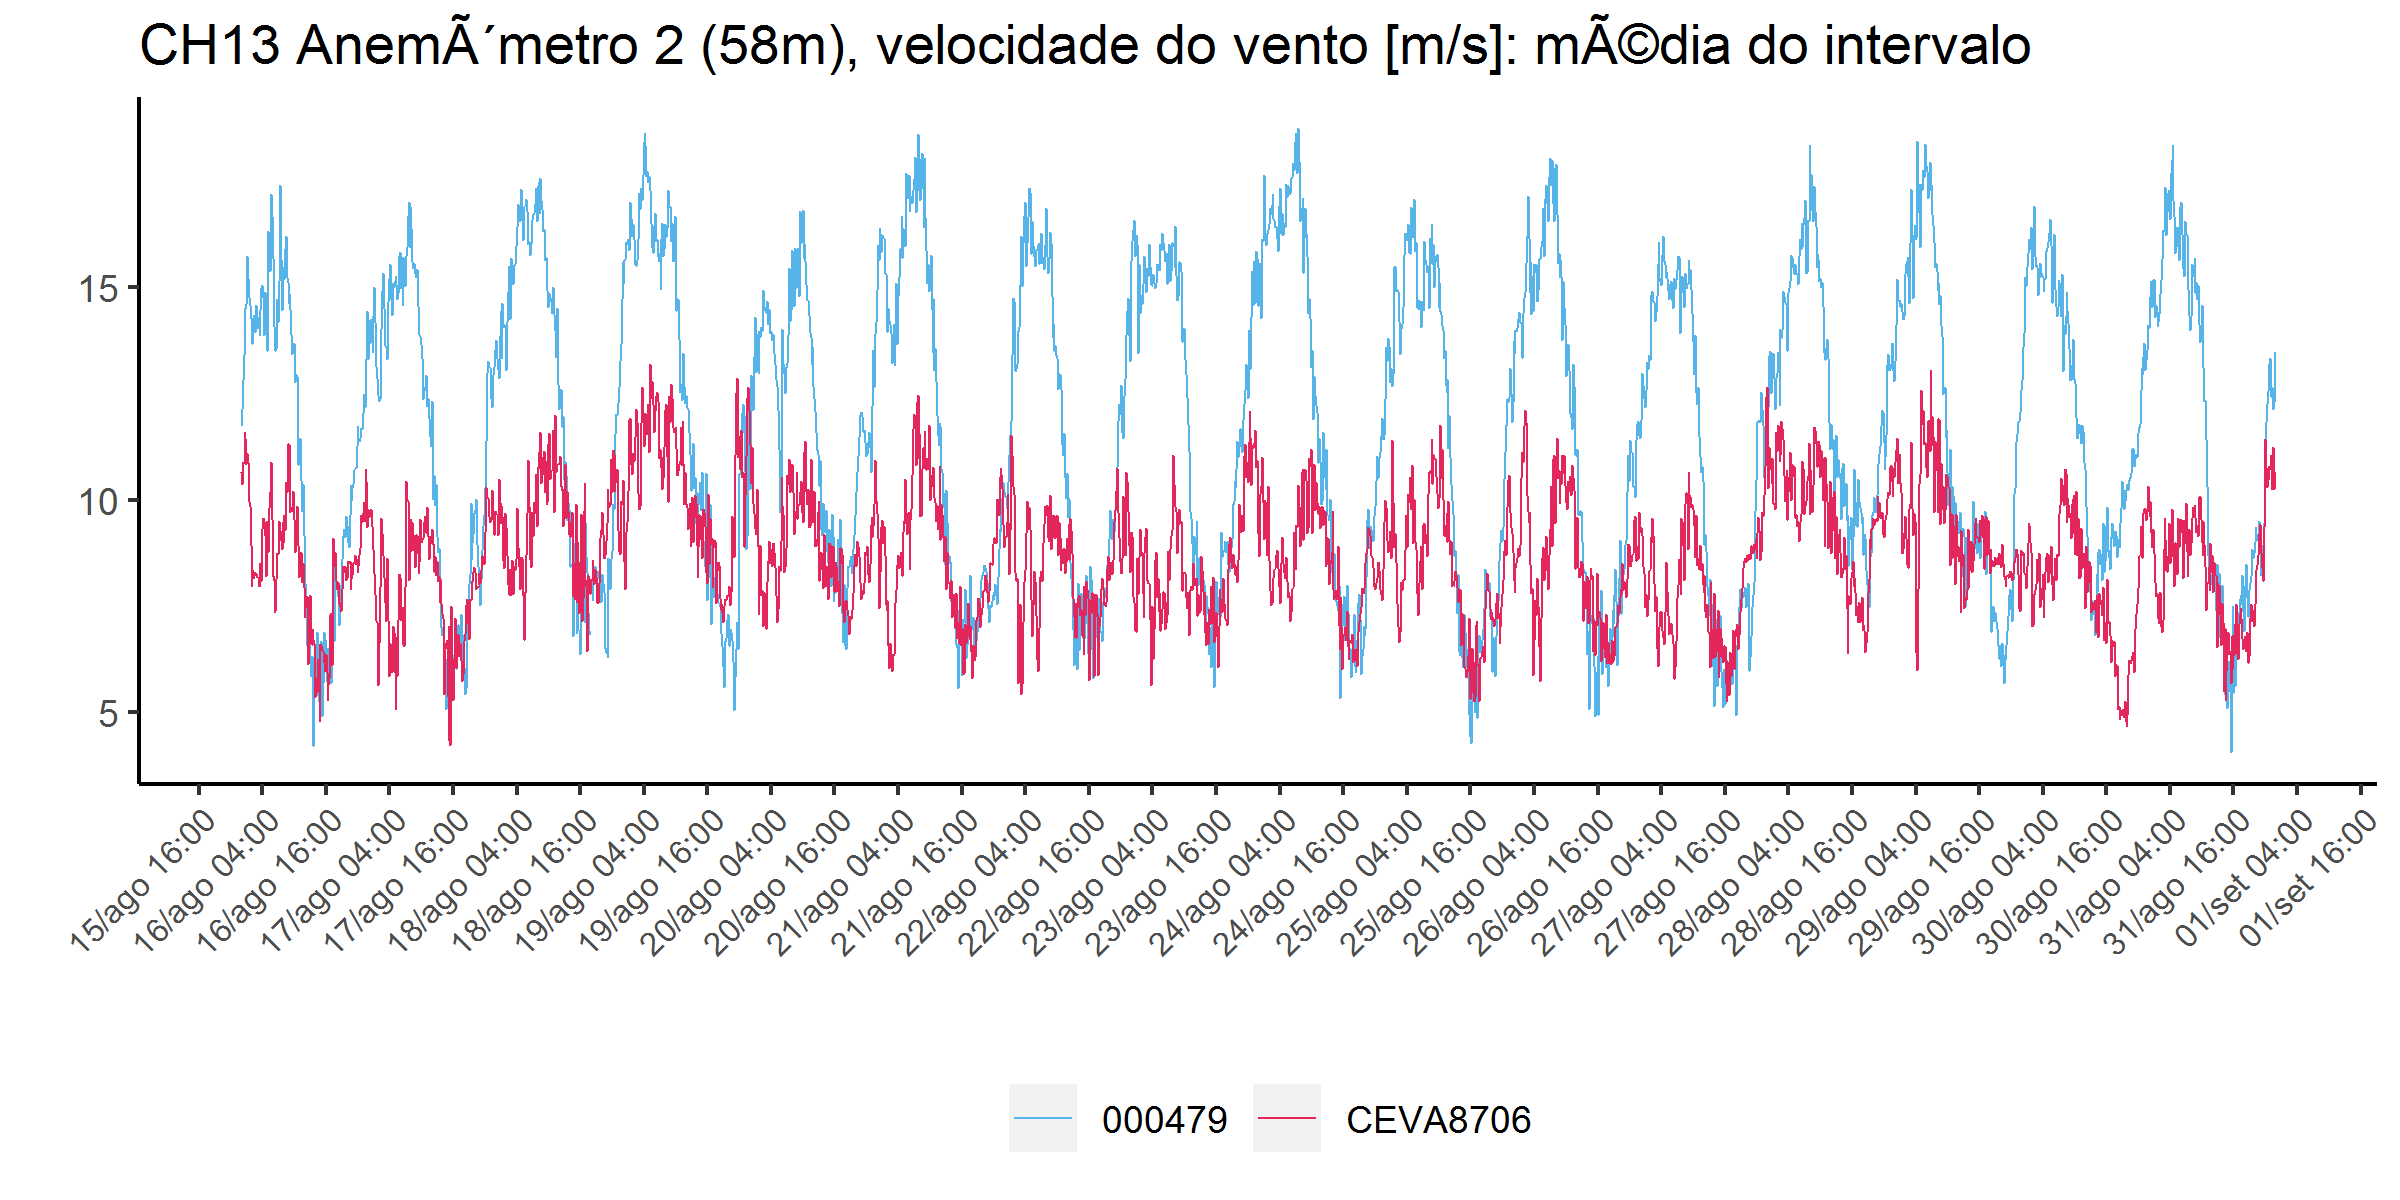 CH13 AnemÃ´metro 2 (58m), velocidade do vento [m/s]: mÃ©dia do intervalo
15
10
5
15/ago 16:00
16/ago 04:00
16/ago 16:00
17/ago 04:00
17/ago 16:00
18/ago 04:00
18/ago 16:00
19/ago 04:00
19/ago 16:00
20/ago 04:00
20/ago 16:00
21/ago 04:00
21/ago 16:00
22/ago 04:00
22/ago 16:00
23/ago 04:00
23/ago 16:00
24/ago 04:00
24/ago 16:00
25/ago 04:00
25/ago 16:00
26/ago 04:00
26/ago 16:00
27/ago 04:00
27/ago 16:00
28/ago 04:00
28/ago 16:00
29/ago 04:00
29/ago 16:00
30/ago 04:00
30/ago 16:00
31/ago 04:00
31/ago 16:00
01/set 04:00
01/set 16:00
000479
CEVA8706